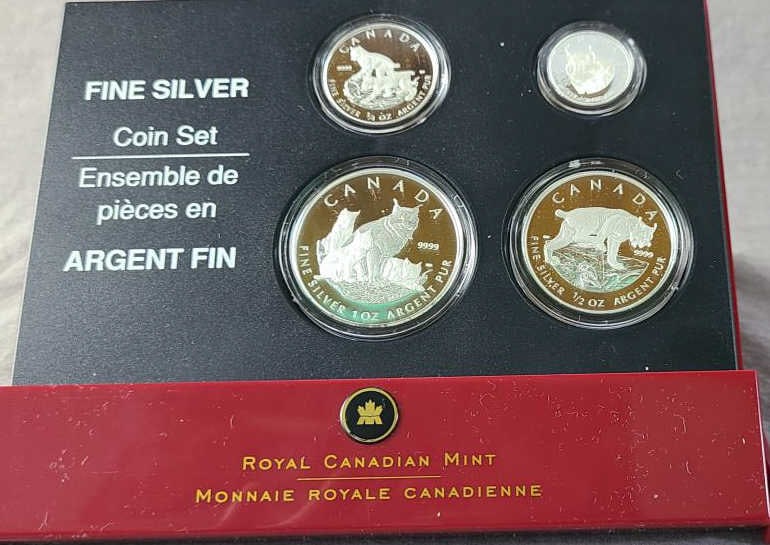 FINE SILVER
Coin Set
Ensemble de
pièces en
ARGENT FIN
CANADA
9999
FINE SILVER ¼ OZ ARGENT PUR
CANADA
9999
FINE SILVER 1 OZ ARGENT PUR
CANADA
9999
FINE SILVER 1/2 OZ ARGENT PUR
ROYAL CANADIAN MINT
MONNAIE ROYALE CANADIENNE